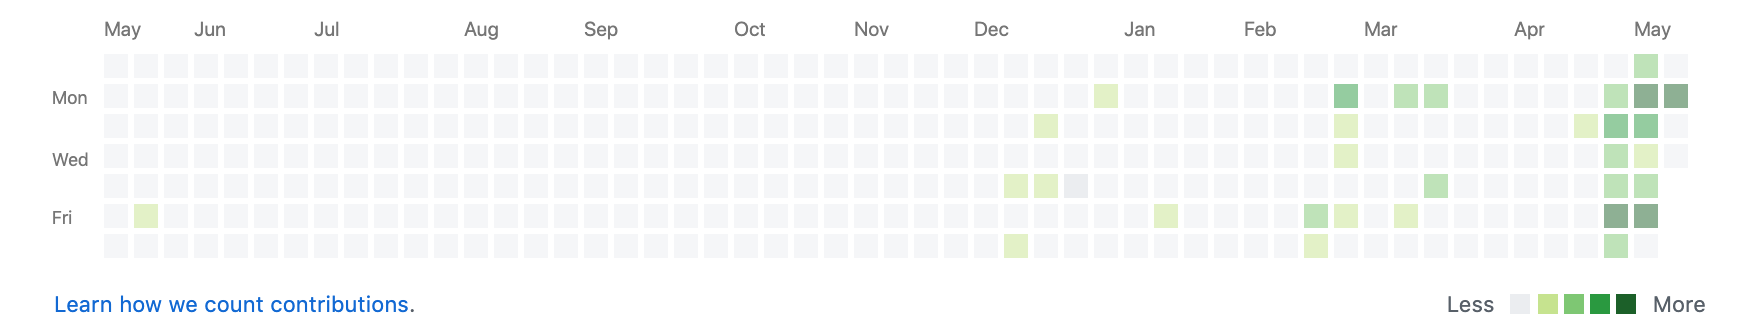 May Jun Jul Aug Sep Oct Nov Dec Jan Feb Mar Apr May
Mon
Wed
Fri
Learn how we count contributions. Less More